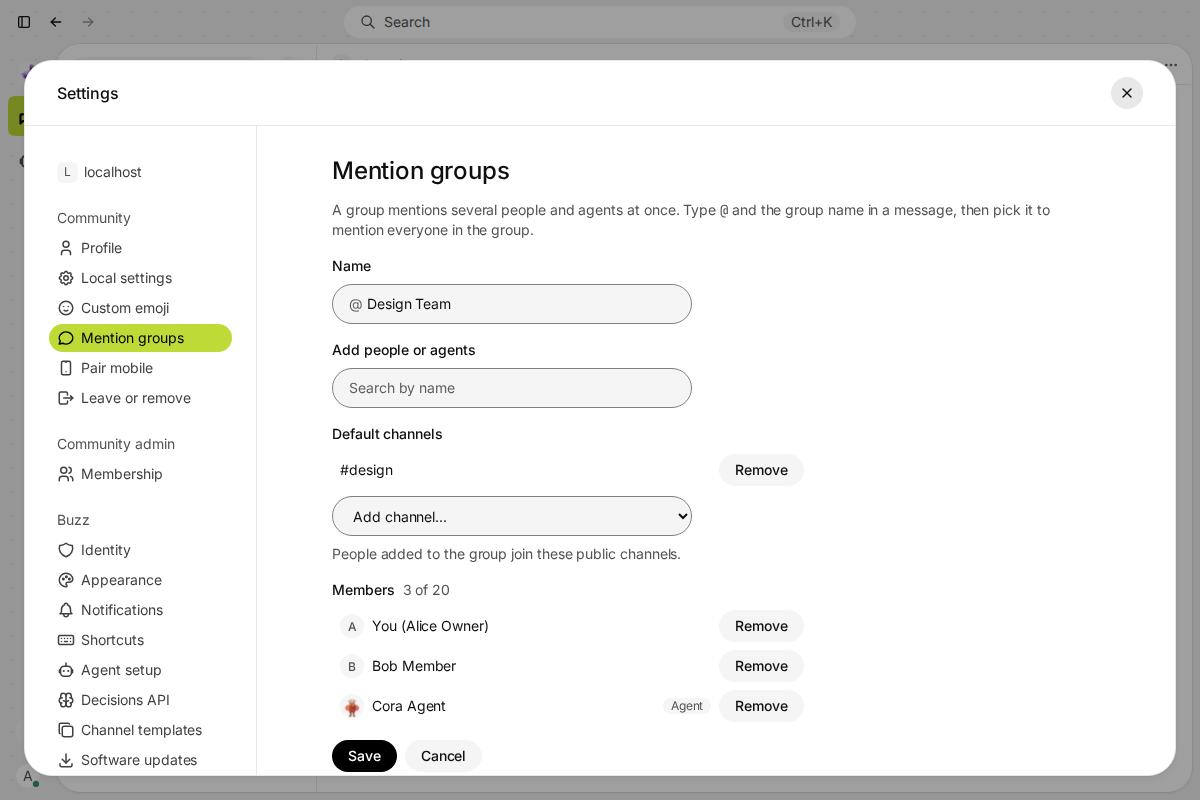 Search
Ctrl+K
Settings
L localhost
Community
Profile
Local settings
Custom emoji
Mention groups
Pair mobile
Leave or remove
Community admin
Membership
Buzz
Identity
Appearance
Notifications
Shortcuts
Agent setup
Decisions API
Channel templates
Software updates
Mention groups
A group mentions several people and agents at once. Type @ and the group name in a message, then pick it to
mention everyone in the group.
Name
@ Design Team
Add people or agents
Search by name
Default channels
#design Remove
Add channel...
People added to the group join these public channels.
Members 3 of 20
A You (Alice Owner) Remove
B Bob Member Remove
Cora Agent Agent Remove
Save Cancel
A